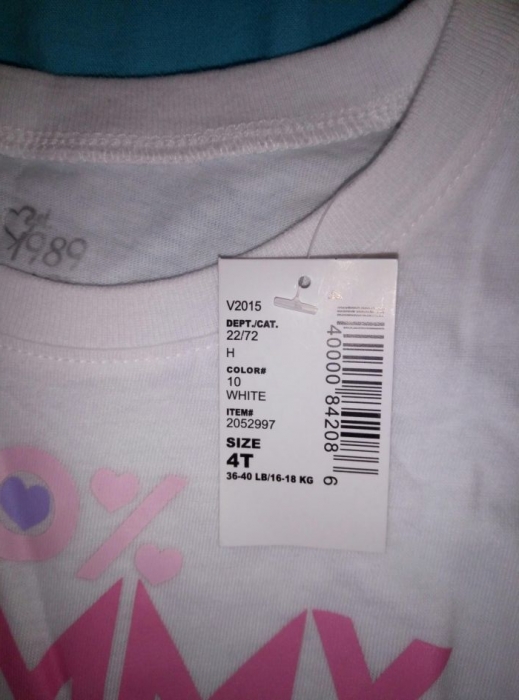 1989
V2015
DEPT./CAT.
22/72
H
COLOR#
10
WHITE
ITEM#
2052997
SIZE
4T
36-40 LB/16-18 KG
40000 84208 6
%